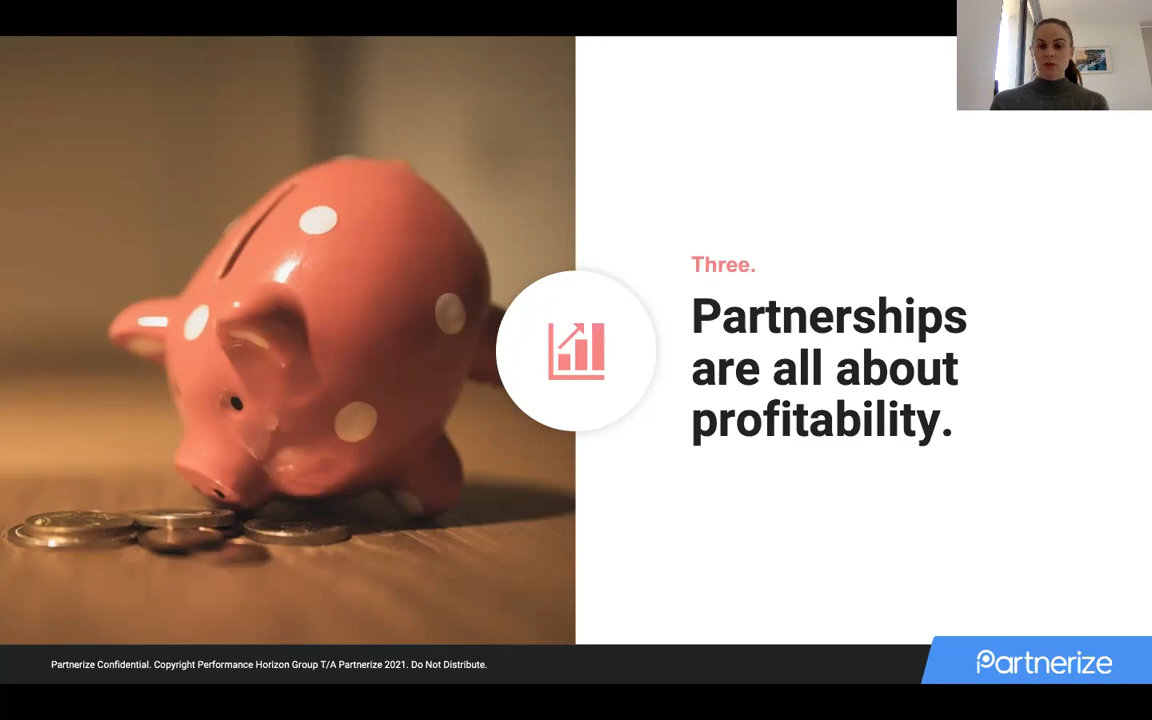 Three.
Partnerships
are all about
profitability.
Partnerize Confidential. Copyright Performance Horizon Group T/A Partnerize 2021. Do Not Distribute.
Partnerize